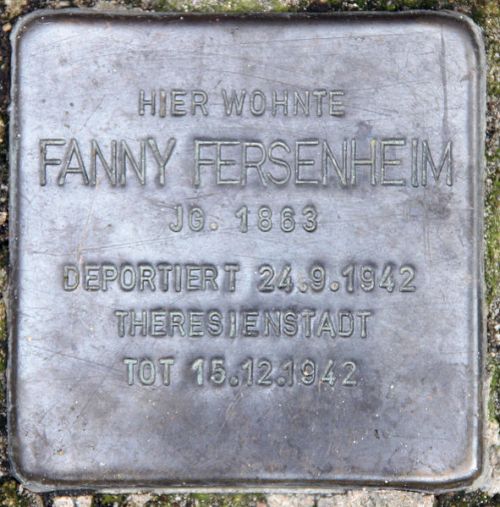 HIER WOHNTE
FANNY FERSENHEIM
JG. 1863
DEPORTIERT 24.9.1942
THERESIENSTADT
TOT 15.12.1942